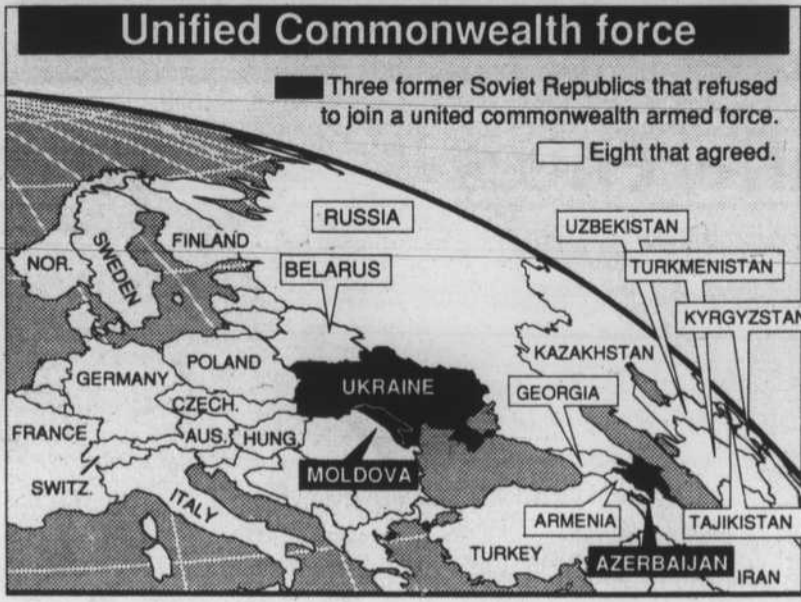 Unified Commonwealth force
Three former Soviet Republics that refused
to join a united commonwealth armed force.
Eight that agreed.
RUSSIA
UZBEKISTAN
FINLAND
NOR.
SWEDEN
BELARUS
TURKMENISTAN
KYRGYZSTAN
KAZAKHSTAN
POLAND
GERMANY
UKRAINE
GEORGIA
CZECH.
FRANCE
AUS.
HUNG.
MOLDOVA
SWITZ.
ITALY
ARMENIA
TAJIKISTAN
TURKEY
AZERBAIJAN
IRAN